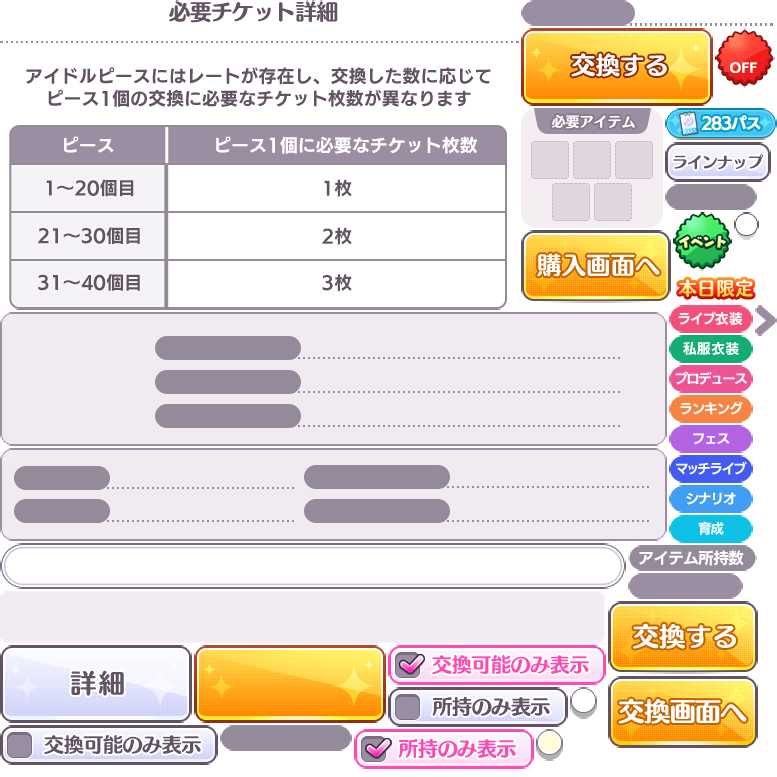 必要チケット詳細
アイドルピースにはレートが存在し、交換した数に応じて
ピース1個の交換に必要なチケット枚数が異なります
ピース
ピース1個に必要なチケット枚数
1〜20個目
1枚
21〜30個目
2枚
31〜40個目
3枚
交換する
OFF
必要アイテム
283パス
ラインナップ
イベント
購入画面へ
本日限定
ライブ衣装
私服衣装
プロデュース
ランキング
フェス
マッチライブ
シナリオ
育成
アイテム所持数
交換する
詳細
交換可能のみ表示
所持のみ表示
交換画面へ
交換可能のみ表示
所持のみ表示